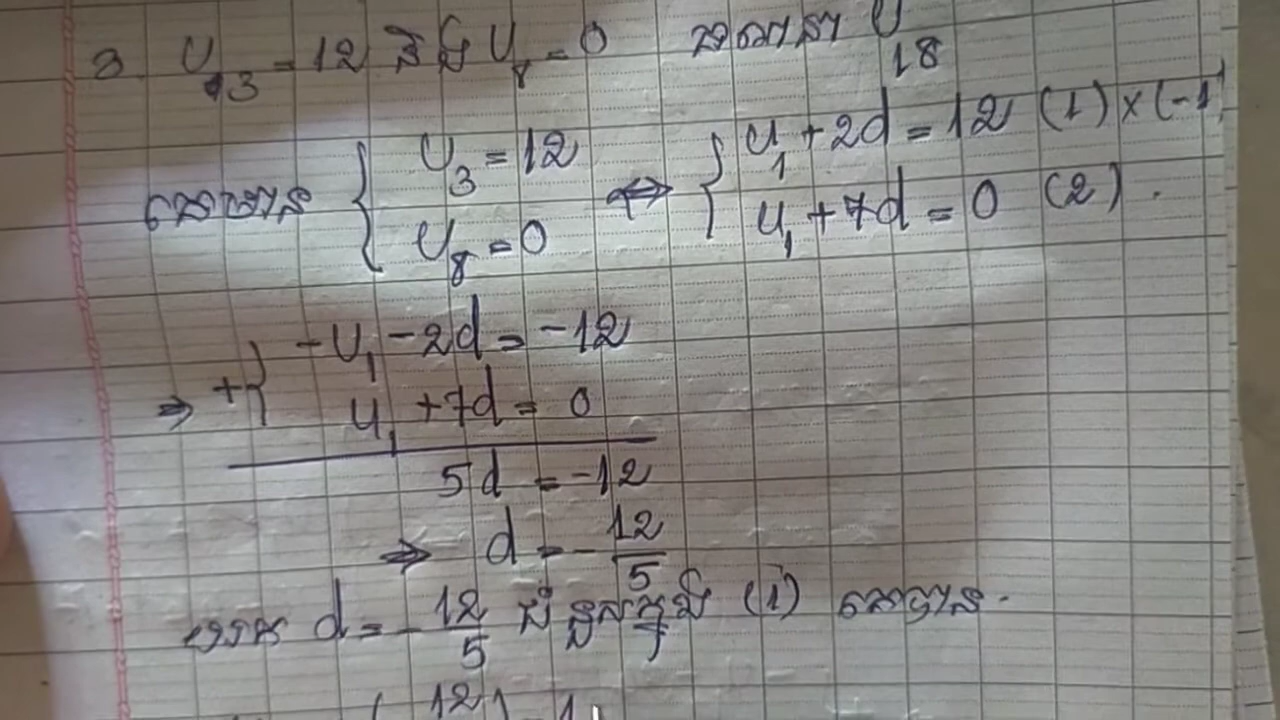 គ. U₃ = 12 និង U₈ = 0 គណនា U₁₈
គេបាន { U₃ = 12 ⇔ { U₁ + 2d = 12 (1) × (-1)
U₈ = 0 U₁ + 7d = 0 (2).
⇒ + { -U₁ - 2d = -12
U₁ + 7d = 0
5d = -12
⇒ d = -12/5
យក d = -12/5 ជំនួសក្នុង (1) គេបាន.